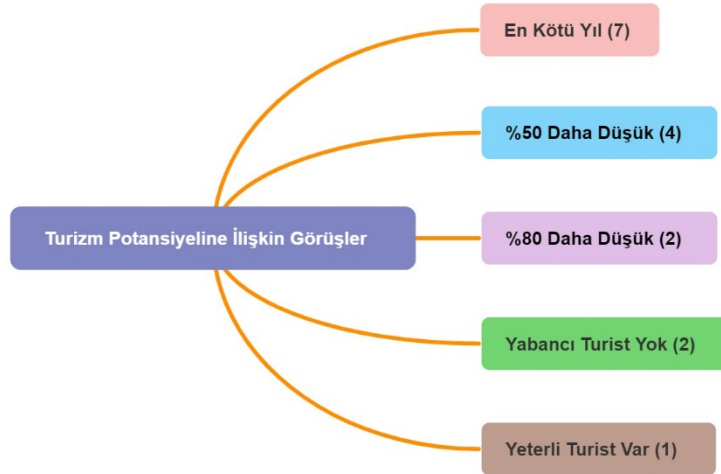 En Kötü Yıl (7)
%50 Daha Düşük (4)
Turizm Potansiyeline İlişkin Görüşler
%80 Daha Düşük (2)
Yabancı Turist Yok (2)
Yeterli Turist Var (1)